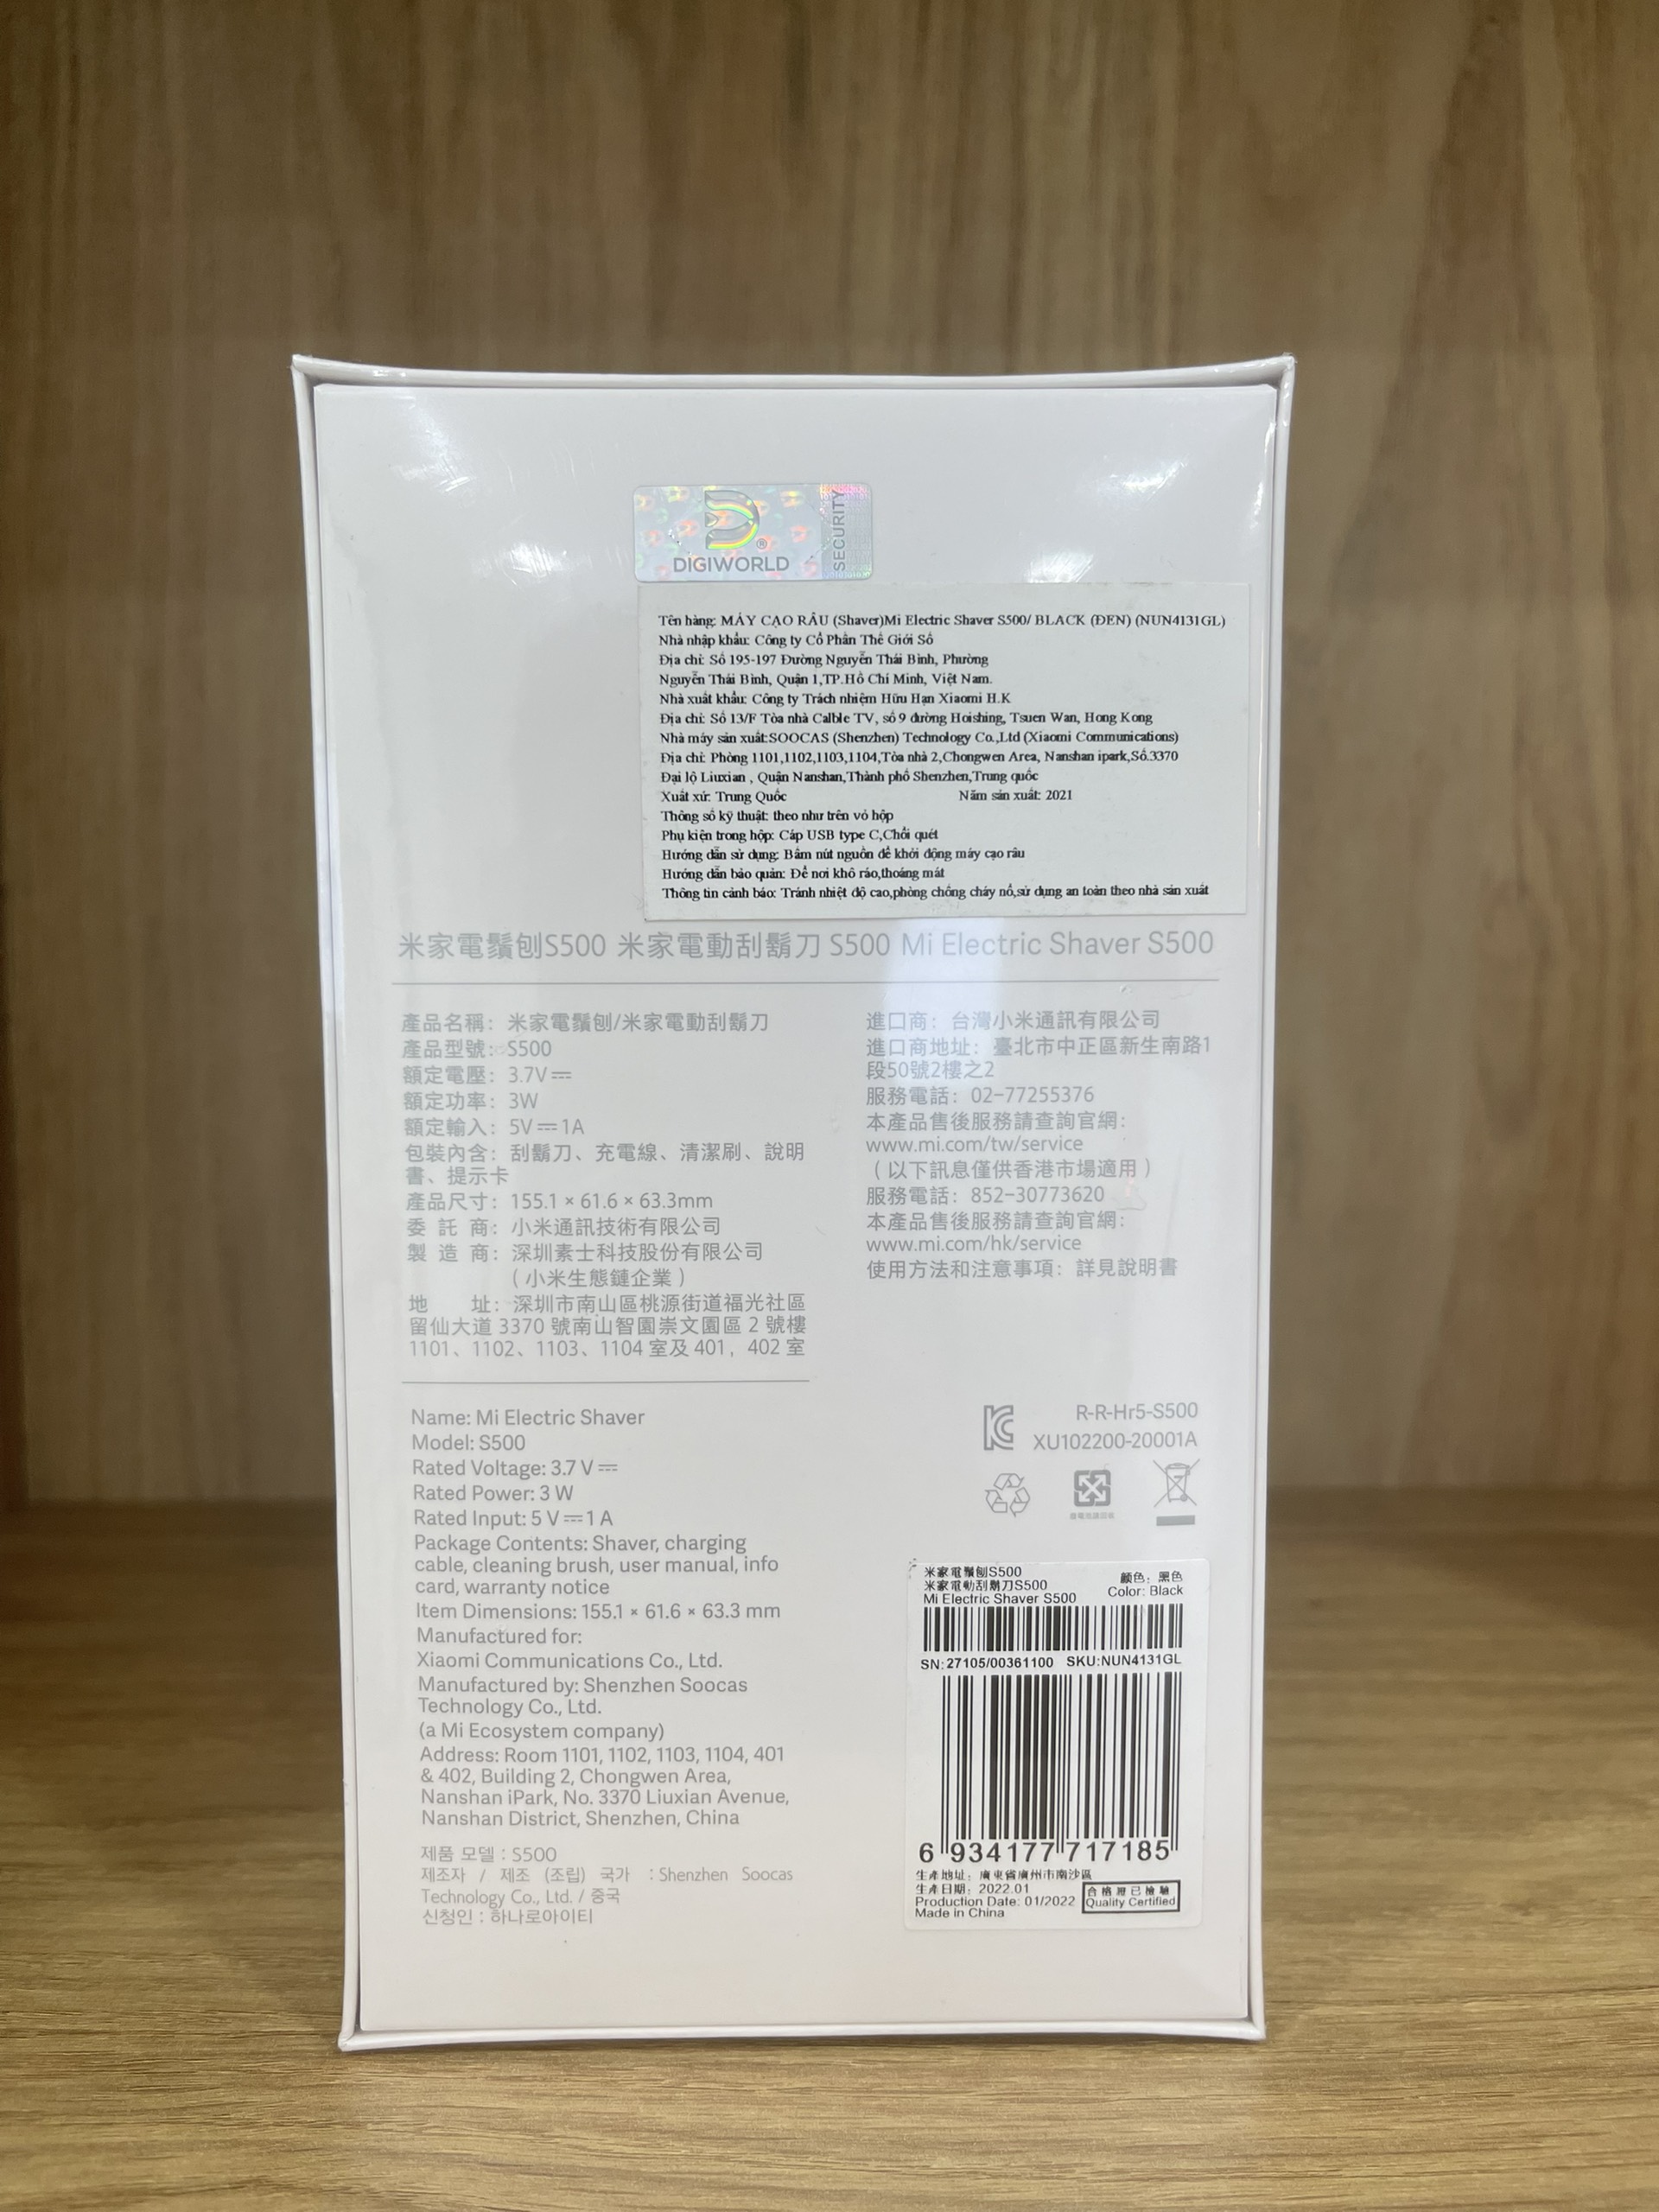 DIGIWORLD
®
SECURITY
Tên hàng: MÁY CẠO RÂU (Shaver)Mi Electric Shaver S500/ BLACK (ĐEN) (NUN4131GL)
Nhà nhập khẩu: Công ty Cổ Phần Thế Giới Số
Địa chỉ: Số 195-197 Đường Nguyễn Thái Bình, Phường
Nguyễn Thái Bình, Quận 1,TP.Hồ Chí Minh, Việt Nam.
Nhà xuất khẩu: Công ty Trách nhiệm Hữu Hạn Xiaomi H.K
Địa chỉ: Số 13/F Tòa nhà Calble TV, số 9 đường Hoishing, Tsuen Wan, Hong Kong
Nhà máy sản xuất:SOOCAS (Shenzhen) Technology Co.,Ltd (Xiaomi Communications)
Địa chỉ: Phòng 1101,1102,1103,1104,Tòa nhà 2,Chongwen Area, Nanshan ipark,Số.3370
Đại lộ Liuxian , Quận Nanshan,Thành phố Shenzhen,Trung quốc
Xuất xứ: Trung Quốc Năm sản xuất: 2021
Thông số kỹ thuật: theo như trên vỏ hộp
Phụ kiện trong hộp: Cáp USB type C,Chổi quét
Hướng dẫn sử dụng: Bấm nút nguồn để khởi động máy cạo râu
Hướng dẫn bảo quản: Để nơi khô ráo,thoáng mát
Thông tin cảnh báo: Tránh nhiệt độ cao,phòng chống cháy nổ,sử dụng an toàn theo nhà sản xuất
米家電鬚刨S500 米家電動刮鬍刀 S500 Mi Electric Shaver S500
產品名稱：米家電鬚刨/米家電動刮鬍刀
產品型號：S500
額定電壓：3.7V⎓
額定功率：3W
額定輸入：5V⎓1A
包裝內含：刮鬍刀、充電線、清潔刷、說明
書、提示卡
產品尺寸：155.1 × 61.6 × 63.3mm
委 託 商：小米通訊技術有限公司
製 造 商：深圳素士科技股份有限公司
（小米生態鏈企業）
地 址：深圳市南山區桃源街道福光社區
留仙大道 3370 號南山智園崇文園區 2 號樓
1101、1102、1103、1104 室及 401，402 室
進口商：台灣小米通訊有限公司
進口商地址：臺北市中正區新生南路1
段50號2樓之2
服務電話：02-77255376
本產品售後服務請查詢官網：
www.mi.com/tw/service
（以下訊息僅供香港市場適用）
服務電話：852-30773620
本產品售後服務請查詢官網：
www.mi.com/hk/service
使用方法和注意事項：詳見說明書
Name: Mi Electric Shaver
Model: S500
Rated Voltage: 3.7 V⎓
Rated Power: 3 W
Rated Input: 5 V⎓1 A
Package Contents: Shaver, charging
cable, cleaning brush, user manual, info
card, warranty notice
Item Dimensions: 155.1 × 61.6 × 63.3 mm
Manufactured for:
Xiaomi Communications Co., Ltd.
Manufactured by: Shenzhen Soocas
Technology Co., Ltd.
(a Mi Ecosystem company)
Address: Room 1101, 1102, 1103, 1104, 401
& 402, Building 2, Chongwen Area,
Nanshan iPark, No. 3370 Liuxian Avenue,
Nanshan District, Shenzhen, China
제품 모델 : S500
제조자 / 제조 (조립) 국가 : Shenzhen Soocas
Technology Co., Ltd. / 중국
신청인 : 하나로아이티
R-R-Hr5-S500
XU102200-20001A
廢電池請回收
米家電鬚刨S500
米家電動刮鬍刀S500
Mi Electric Shaver S500
顏色：黑色
Color: Black
SN:27105/00361100 SKU:NUN4131GL
6 934177 717185
生產地址：廣東省廣州市南沙區
生產日期：2022.01
Production Date: 01/2022
Made in China
合格證已檢驗
Quality Certified